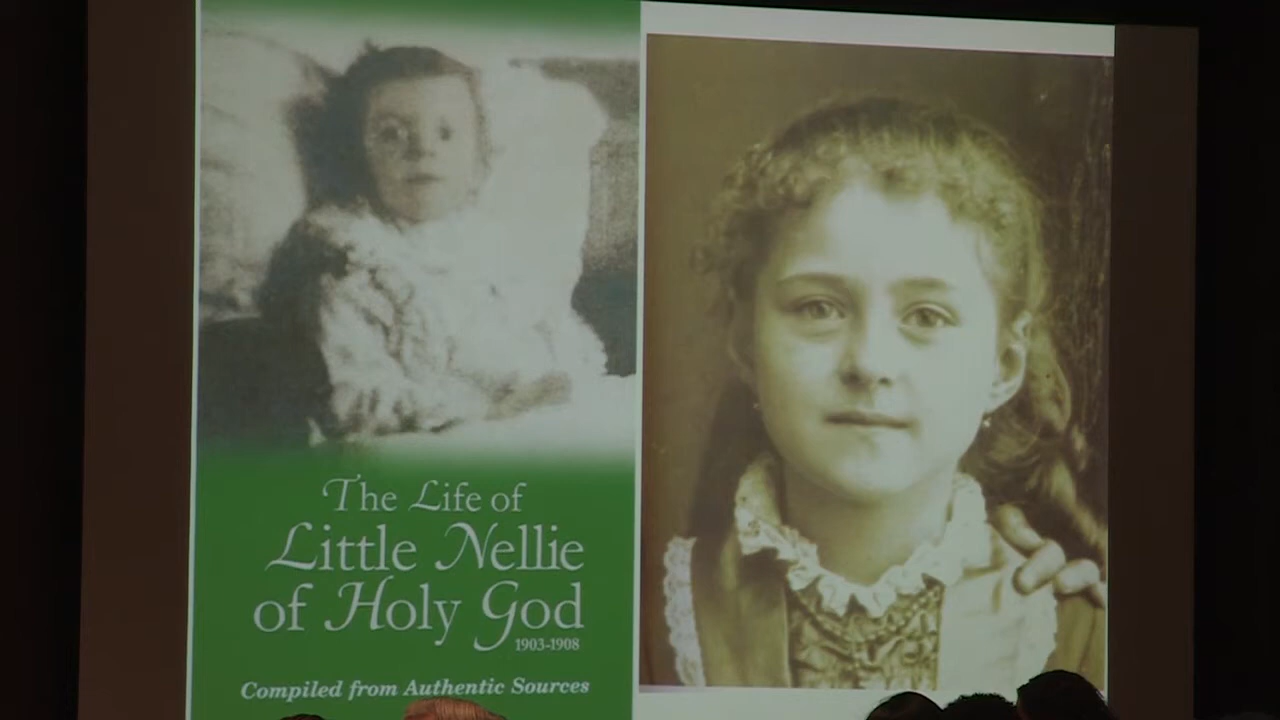 The Life of
Little Nellie
of Holy God
1903-1908
Compiled from Authentic Sources